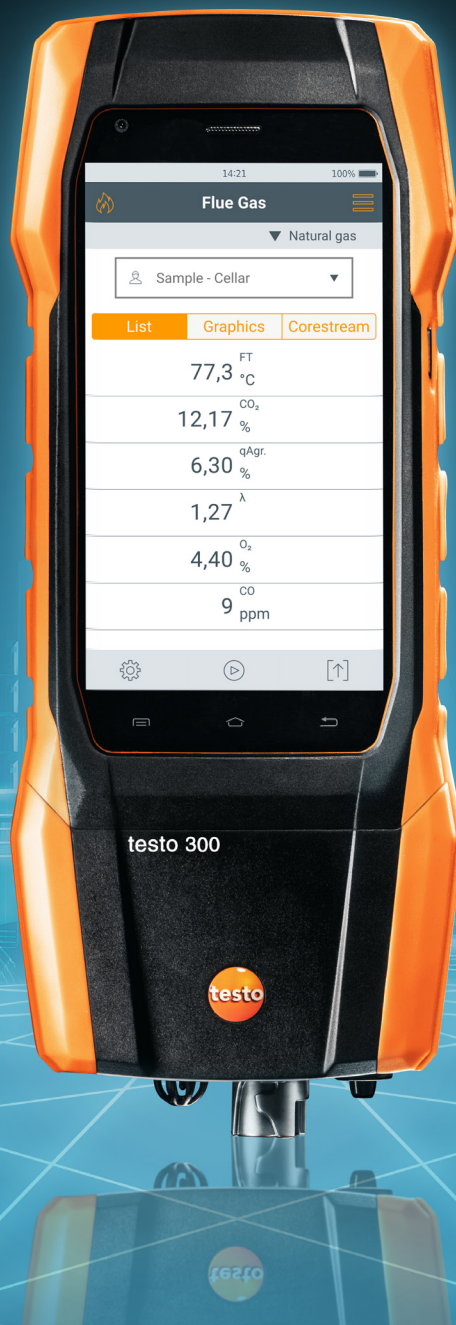 14:21 100%
Flue Gas
Natural gas
Sample - Cellar
List Graphics Corestream
77,3 FT °C
12,17 CO₂ %
6,30 qAgr. %
1,27 λ
4,40 O₂ %
9 CO ppm
testo 300
testo
testo